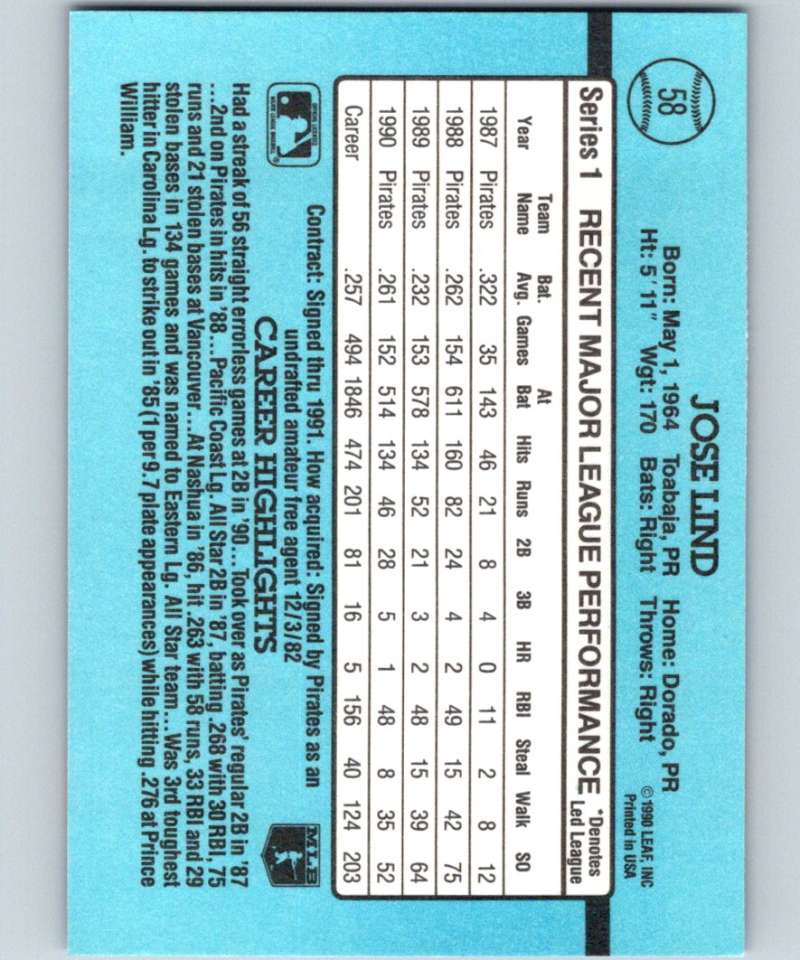 58
JOSE LIND
Born: May 1, 1964 Toabaja, PR Home: Dorado, PR
Ht: 5'11" Wgt: 170 Bats: Right Throws: Right
© 1990 LEAF, INC
Printed in USA
Series 1 RECENT MAJOR LEAGUE PERFORMANCE *Denotes
Led League
Year Team Name Bat. Avg. Games At Bat Hits Runs 2B 3B HR RBI Steal Walk SO
1987 Pirates .322 35 143 46 21 8 4 0 11 2 8 12
1988 Pirates .262 154 611 160 82 24 4 2 49 15 42 75
1989 Pirates .232 153 578 134 52 21 3 2 48 15 39 64
1990 Pirates .261 152 514 134 46 28 5 1 48 8 35 52
Career .257 494 1846 474 201 81 16 5 156 40 124 203
Contract: Signed thru 1991. How acquired: Signed by Pirates as an
undrafted amateur free agent 12/3/82
MLB
CAREER HIGHLIGHTS
Had a streak of 56 straight errorless games at 2B in '90...Took over as Pirates' regular 2B in '87
...2nd on Pirates in hits in '88...Pacific Coast Lg. All Star 2B in '87, batting .268 with 30 RBI, 75
runs and 21 stolen bases at Vancouver...At Nashua in '86, hit .263 with 58 runs, 33 RBI and 29
stolen bases in 134 games and was named to Eastern Lg. All Star team...Was 3rd toughest
hitter in Carolina Lg. to strike out in '85 (1 per 9.7 plate appearances) while hitting .276 at Prince
William.